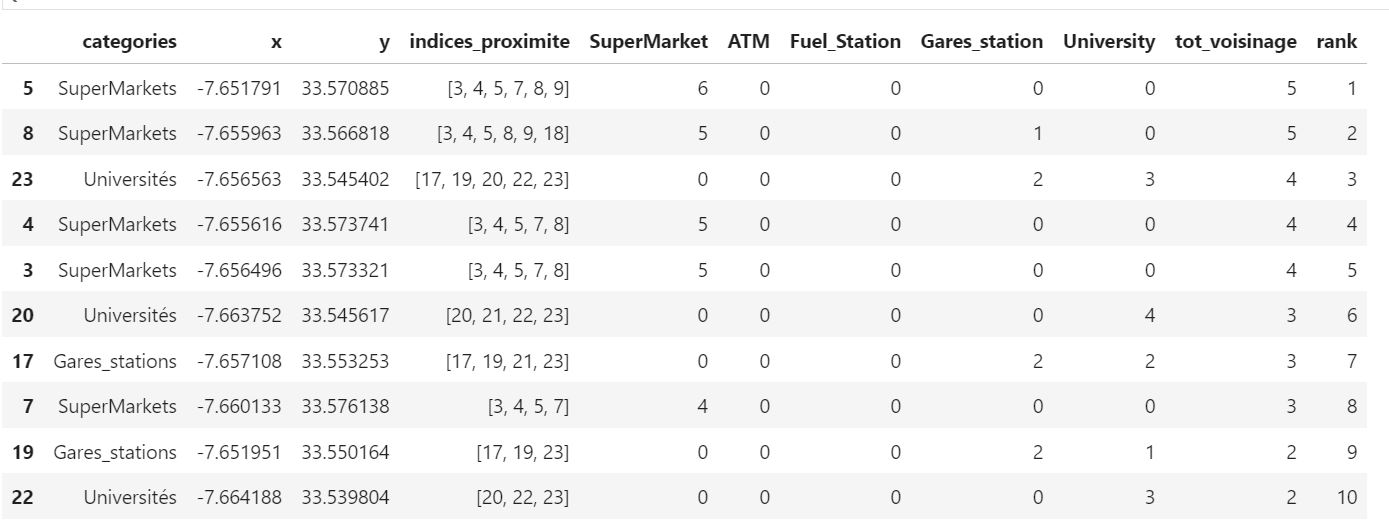 categories x y indices_proximite SuperMarket ATM Fuel_Station Gares_station University tot_voisinage rank
5 SuperMarkets -7.651791 33.570885 [3, 4, 5, 7, 8, 9] 6 0 0 0 0 5 1
8 SuperMarkets -7.655963 33.566818 [3, 4, 5, 8, 9, 18] 5 0 0 1 0 5 2
23 Universités -7.656563 33.545402 [17, 19, 20, 22, 23] 0 0 0 2 3 4 3
4 SuperMarkets -7.655616 33.573741 [3, 4, 5, 7, 8] 5 0 0 0 0 4 4
3 SuperMarkets -7.656496 33.573321 [3, 4, 5, 7, 8] 5 0 0 0 0 4 5
20 Universités -7.663752 33.545617 [20, 21, 22, 23] 0 0 0 0 4 3 6
17 Gares_stations -7.657108 33.553253 [17, 19, 21, 23] 0 0 0 2 2 3 7
7 SuperMarkets -7.660133 33.576138 [3, 4, 5, 7] 4 0 0 0 0 3 8
19 Gares_stations -7.651951 33.550164 [17, 19, 23] 0 0 0 2 1 2 9
22 Universités -7.664188 33.539804 [20, 22, 23] 0 0 0 0 3 2 10